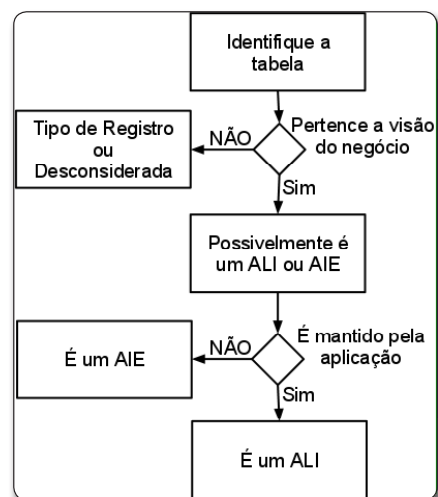 Identifique a
tabela
Tipo de Registro
ou
Desconsiderada
NÃO
Pertence a visão
do negócio
Sim
Possivelmente é
um ALI ou AIE
É um AIE
NÃO
É mantido pela
aplicação
Sim
É um ALI